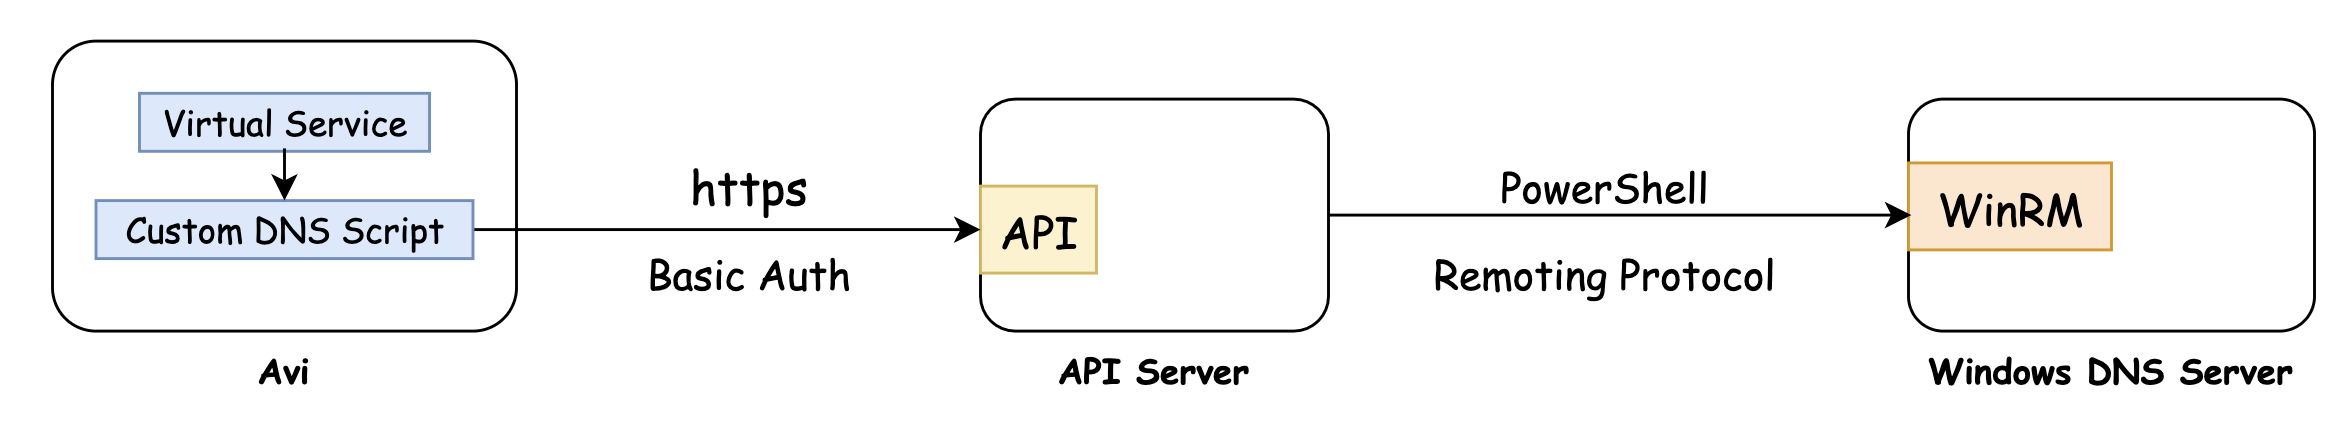 Virtual Service
Custom DNS Script
Avi
https
Basic Auth
API
API Server
PowerShell
Remoting Protocol
WinRM
Windows DNS Server